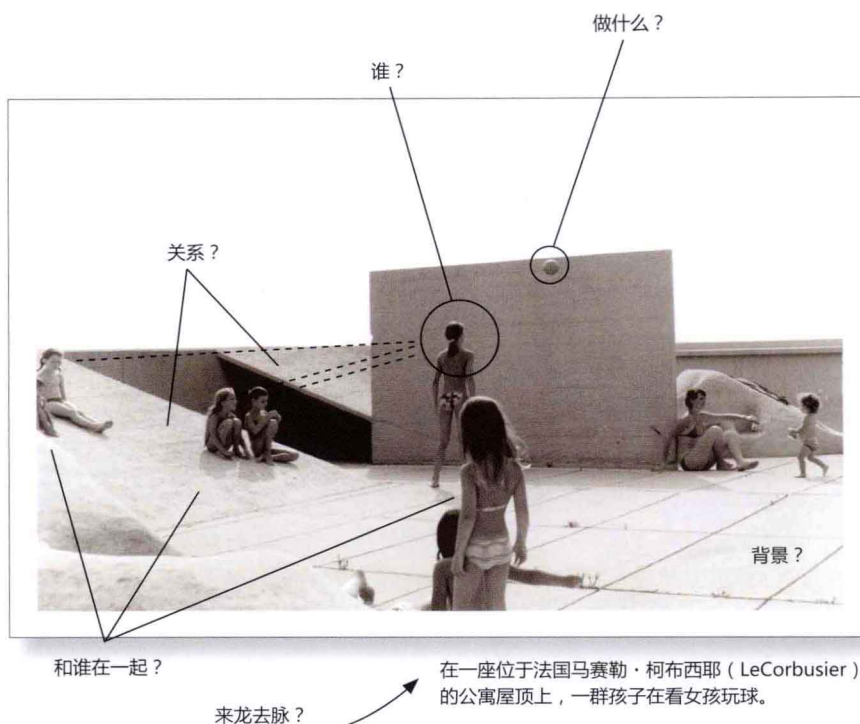 做什么？
谁？
关系？
背景？
和谁在一起？
在一座位于法国马赛勒·柯布西耶（LeCorbusier）
的公寓屋顶上，一群孩子在看女孩玩球。
来龙去脉？